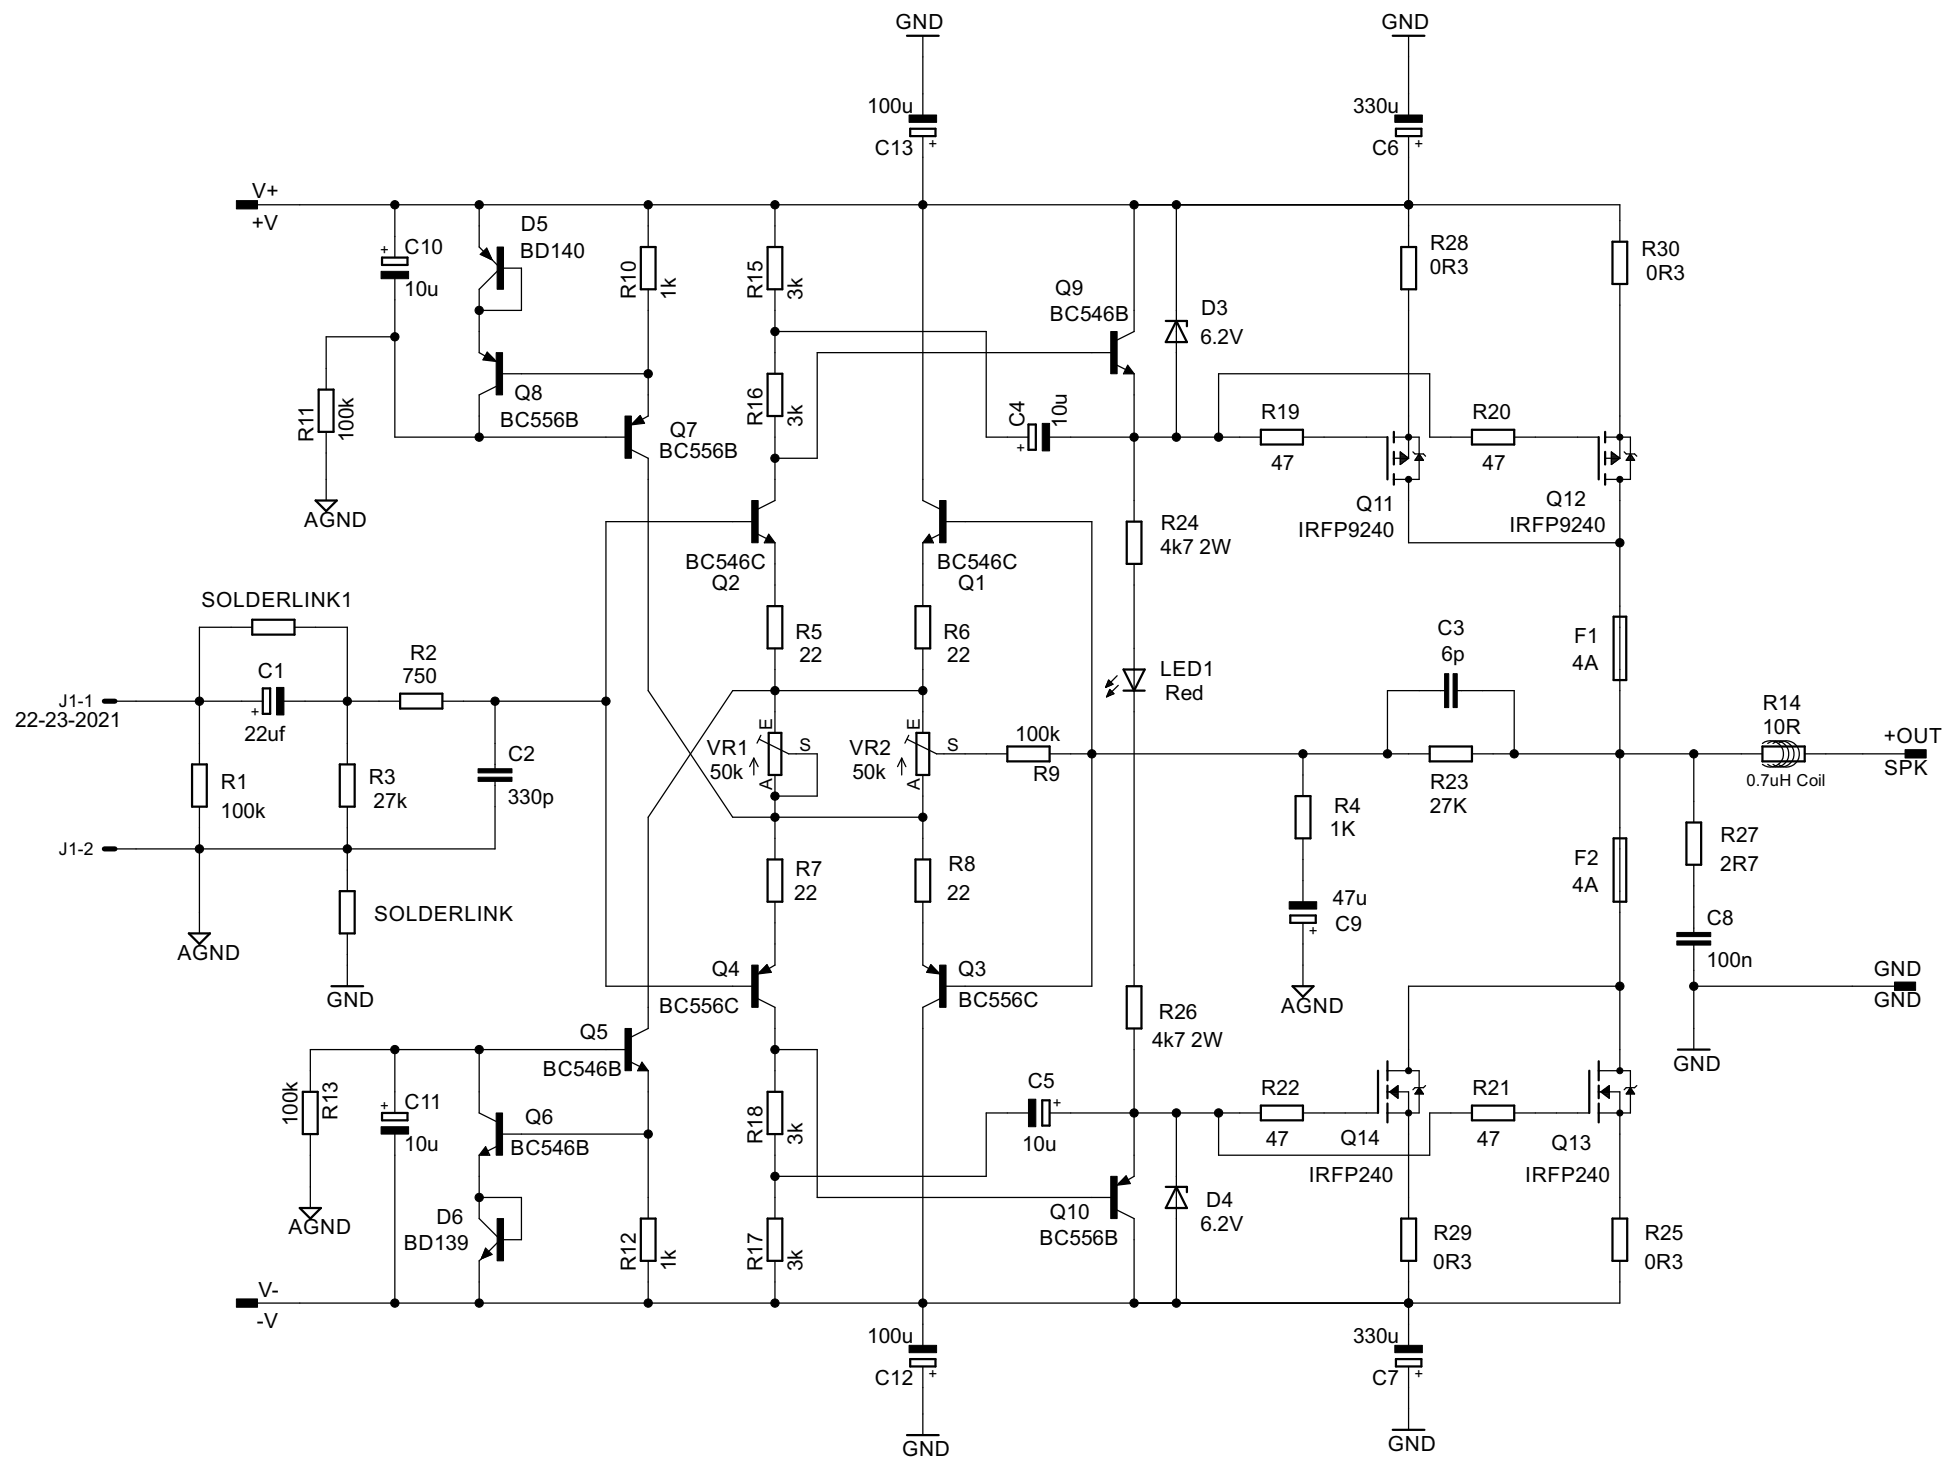 GND
GND
100u
C13
+
330u
C6
+
V+
+V
+
C10
10u
D5
BD140
R10
1k
R15
3k
R28
0R3
R30
0R3
Q9
BC546B
D3
6.2V
R11
100k
Q8
BC556B
Q7
BC556B
R16
3k
C4
10u
+
R19
47
R20
47
AGND
Q11
IRFP9240
Q12
IRFP9240
BC546C
Q2
BC546C
Q1
R24
4k7 2W
SOLDERLINK1
R5
22
R6
22
C3
6p
F1
4A
C1
+
22uf
R2
750
LED1
Red
J1-1
22-23-2021
R14
10R
0.7uH Coil
+OUT
SPK
VR1
50k
E
S
A
VR2
50k
E
S
A
100k
R9
R23
27K
R1
100k
R3
27k
C2
330p
R4
1K
R27
2R7
J1-2
R7
22
R8
22
F2
4A
47u
C9
+
SOLDERLINK
C8
100n
AGND
GND
Q4
BC556C
Q3
BC556C
AGND
GND
GND
GND
R26
4k7 2W
Q5
BC546B
100k
R13
+
C11
10u
Q6
BC546B
R18
3k
C5
+
10u
R22
47
Q14
IRFP240
R21
47
Q13
IRFP240
AGND
D6
BD139
R12
1k
R17
3k
Q10
BC556B
D4
6.2V
R29
0R3
R25
0R3
V-
-V
100u
C12
+
330u
C7
+
GND
GND